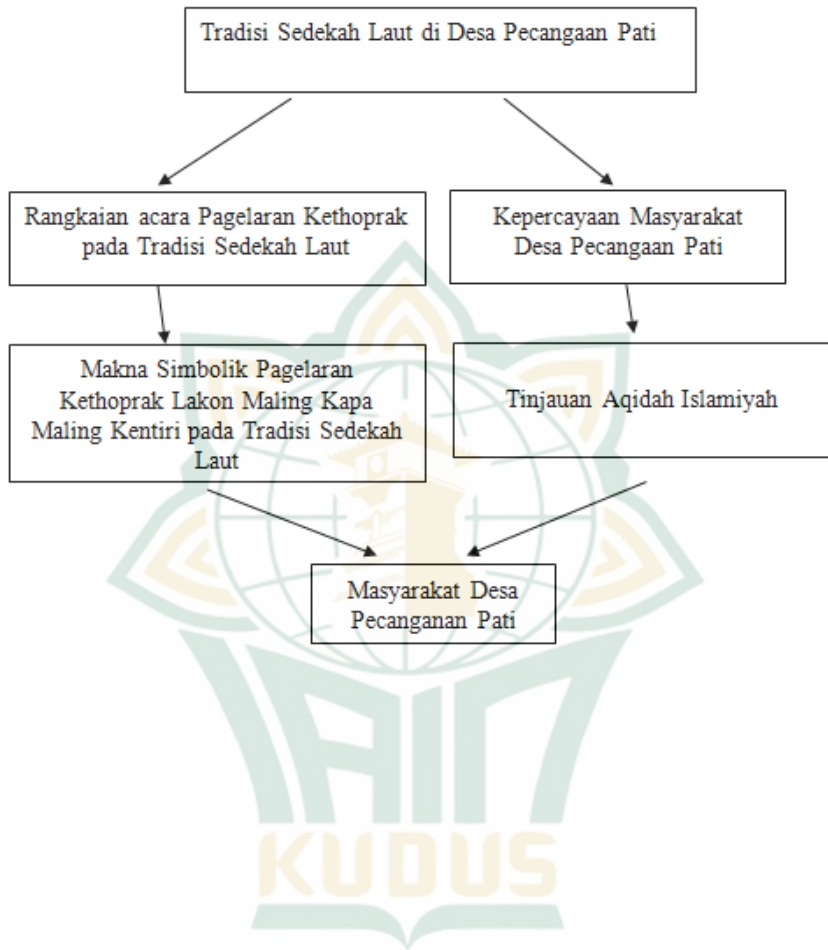 Tradisi Sedekah Laut di Desa Pecangaan Pati
Rangkaian acara Pagelaran Kethoprak
pada Tradisi Sedekah Laut
Kepercayaan Masyarakat
Desa Pecangaan Pati
Makna Simbolik Pagelaran
Kethoprak Lakon Maling Kapa
Maling Kentiri pada Tradisi Sedekah
Laut
Tinjauan Aqidah Islamiyah
Masyarakat Desa
Pecanganan Pati
IAIN
KUDUS